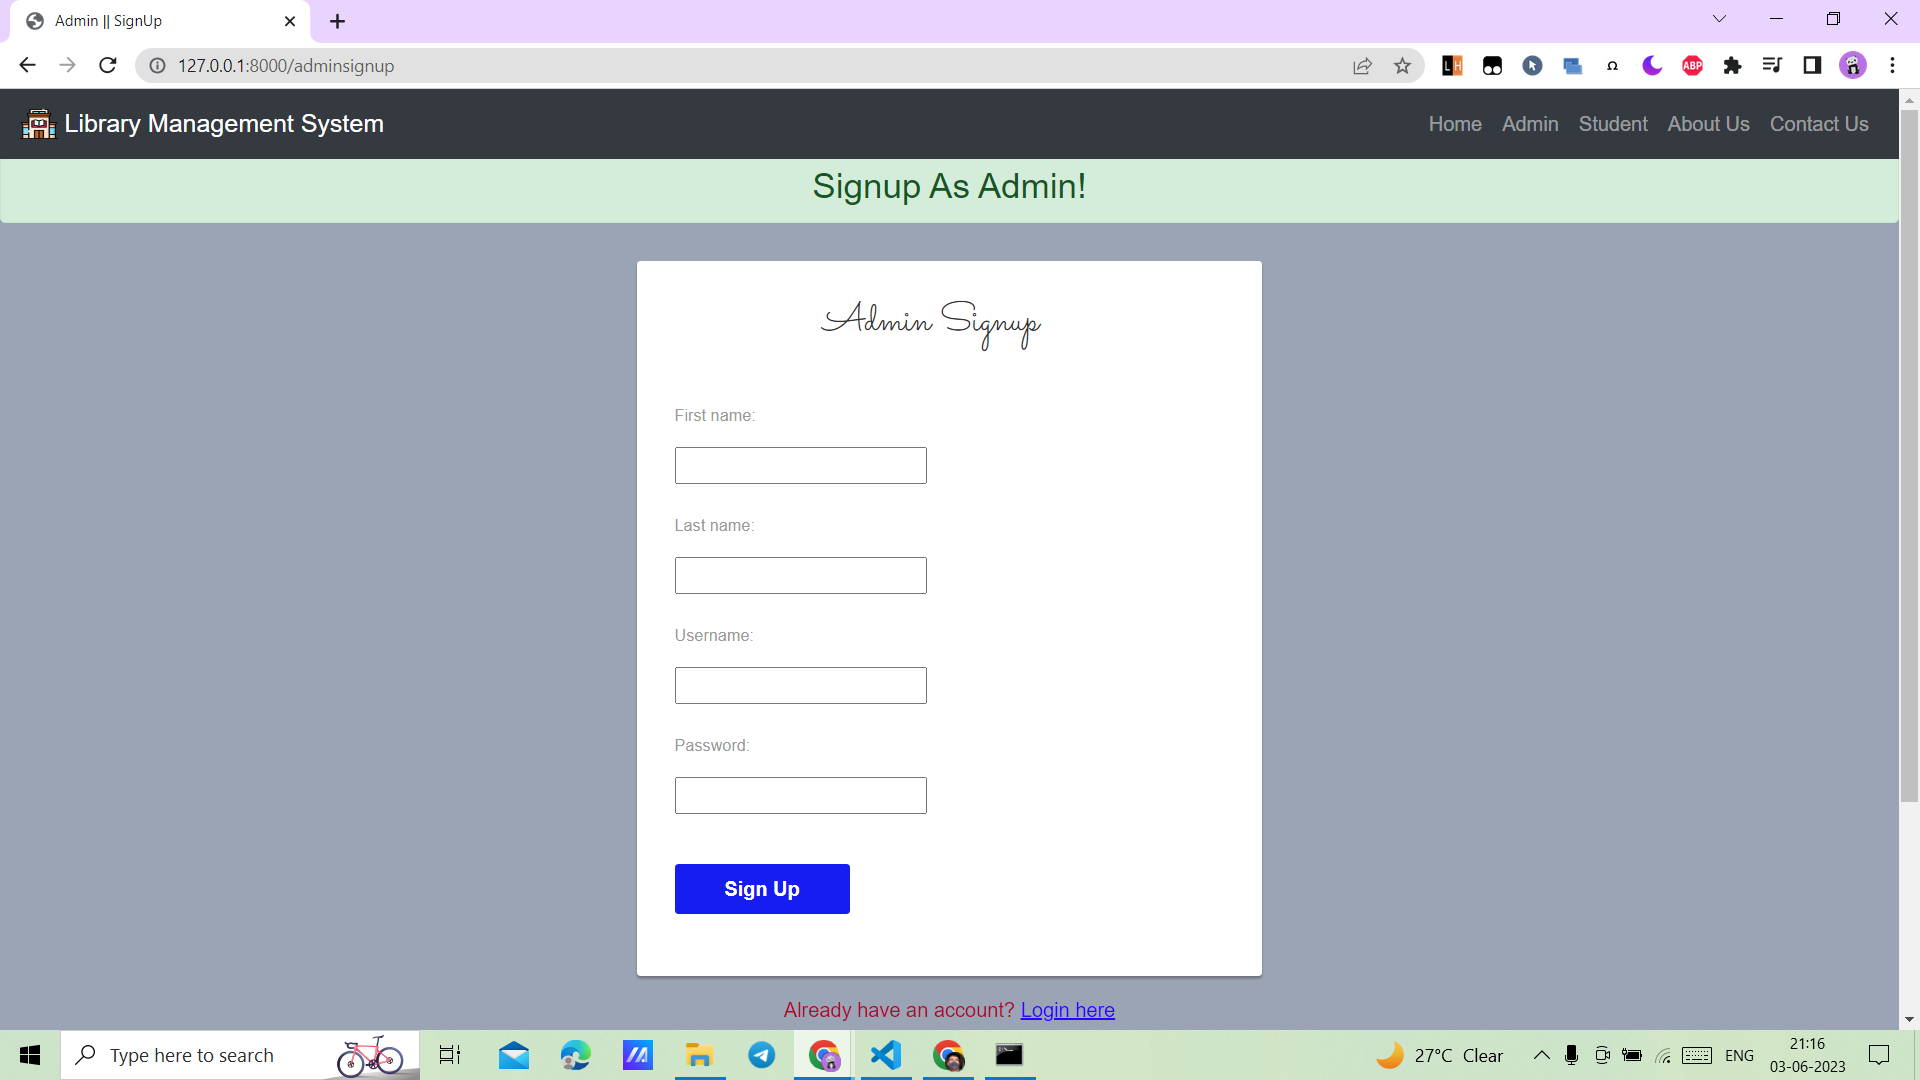 Admin || SignUp
127.0.0.1:8000/adminsignup
LH
Ω
ABP
Library Management System
Home Admin Student About Us Contact Us
Signup As Admin!
Admin Signup
First name:
Last name:
Username:
Password:
Sign Up
Already have an account? Login here
Type here to search
27°C Clear
ENG
21:16
03-06-2023